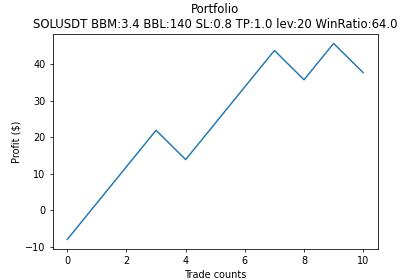 Portfolio
SOLUSDT BBM:3.4 BBL:140 SL:0.8 TP:1.0 lev:20 WinRatio:64.0
Profit ($)
40
30
20
10
0
−10
0 2 4 6 8 10
Trade counts